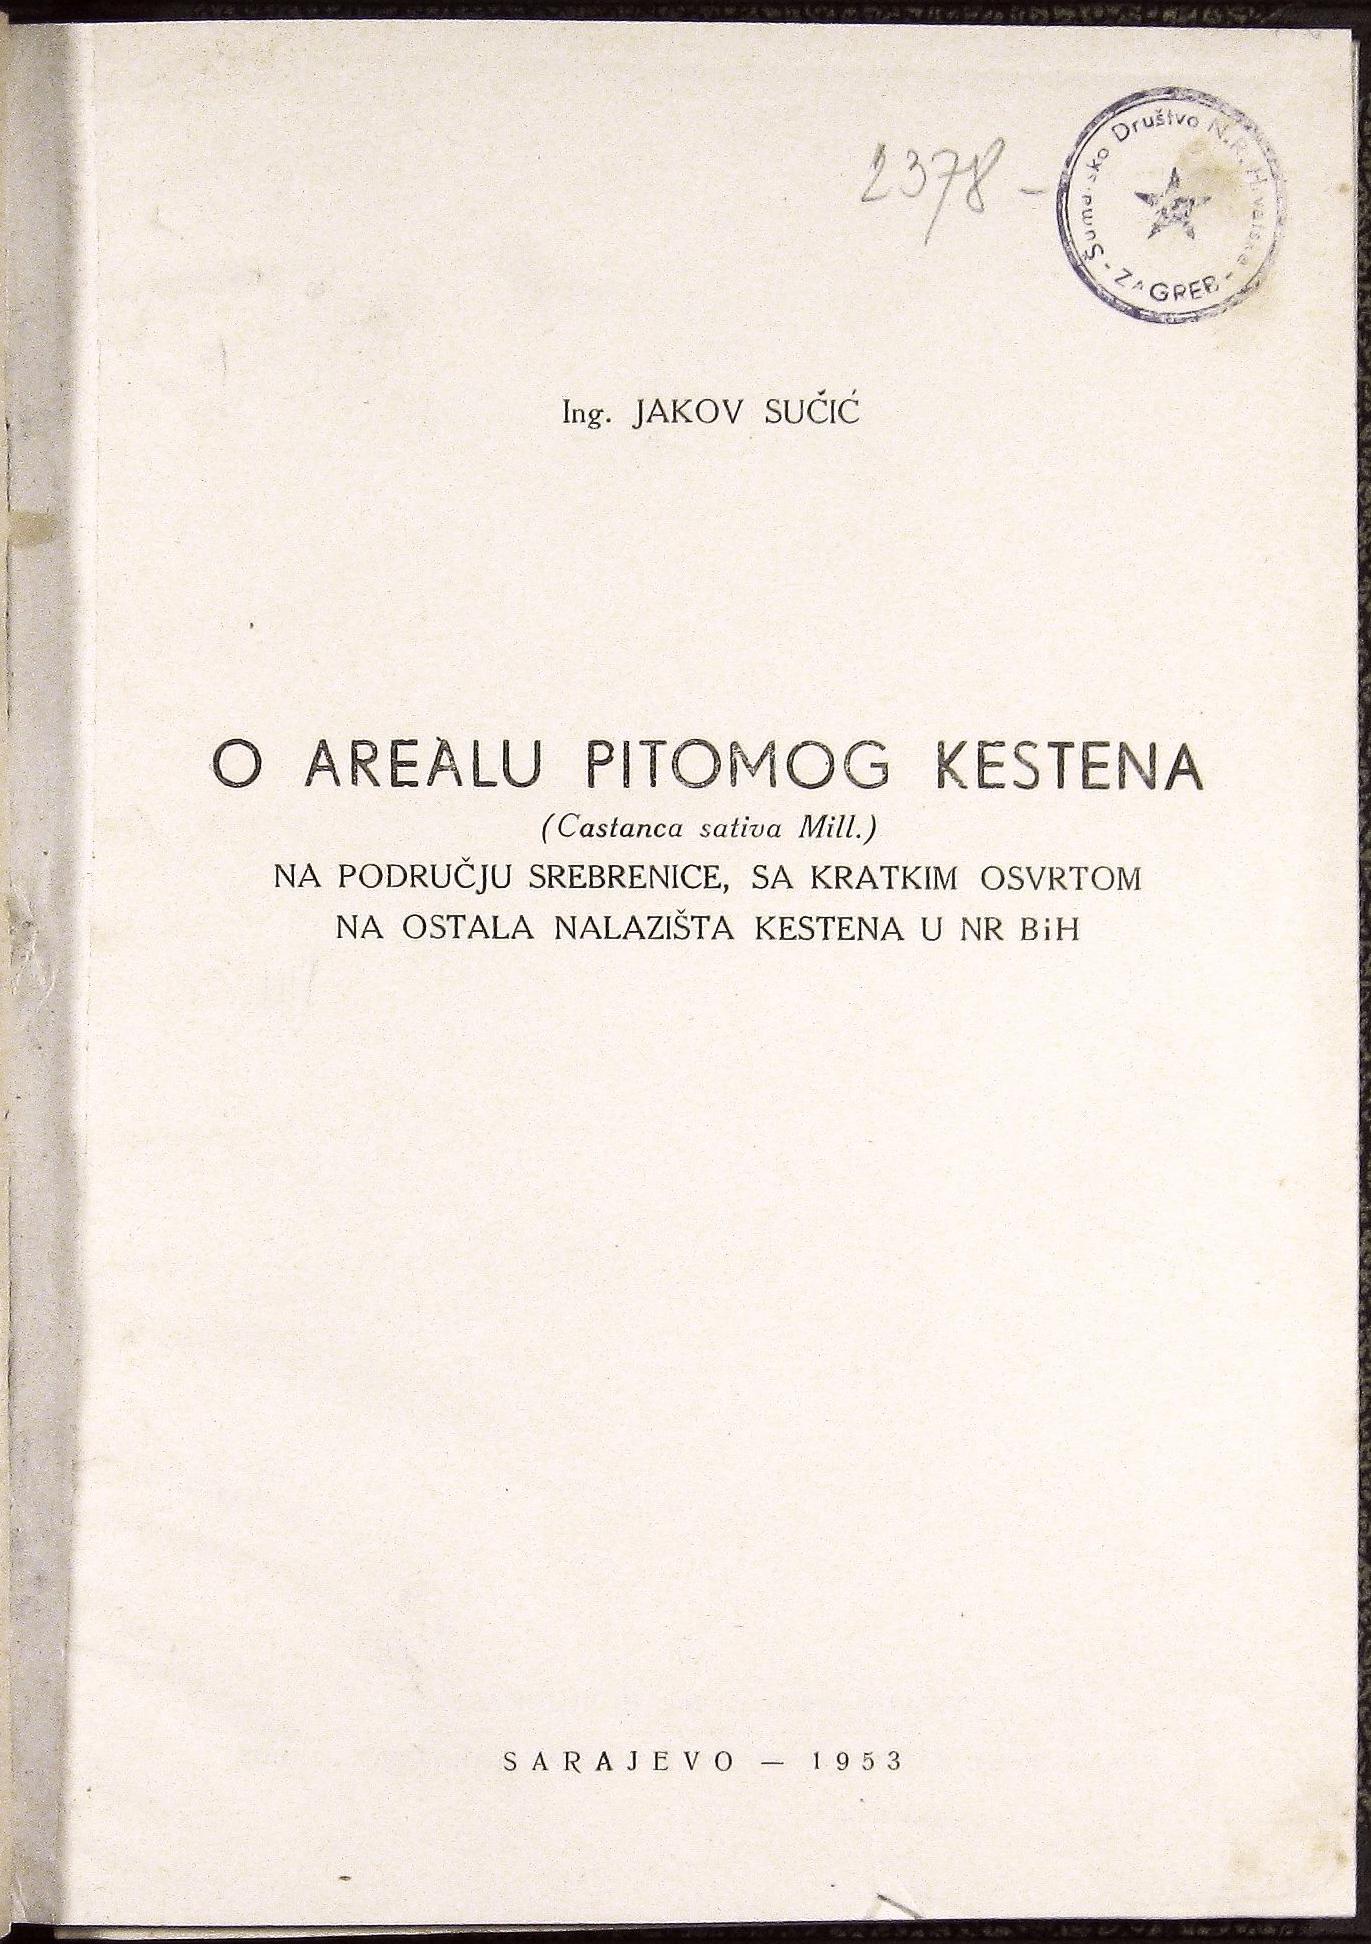 2378 -
Šumarsko Društvo N.R. Hrvatske
- ZAGREB -
Ing. JAKOV SUČIĆ
O AREALU PITOMOG KESTENA
(Castanca sativa Mill.)
NA PODRUČJU SREBRENICE, SA KRATKIM OSVRTOM
NA OSTALA NALAZIŠTA KESTENA U NR BiH
SARAJEVO — 1953